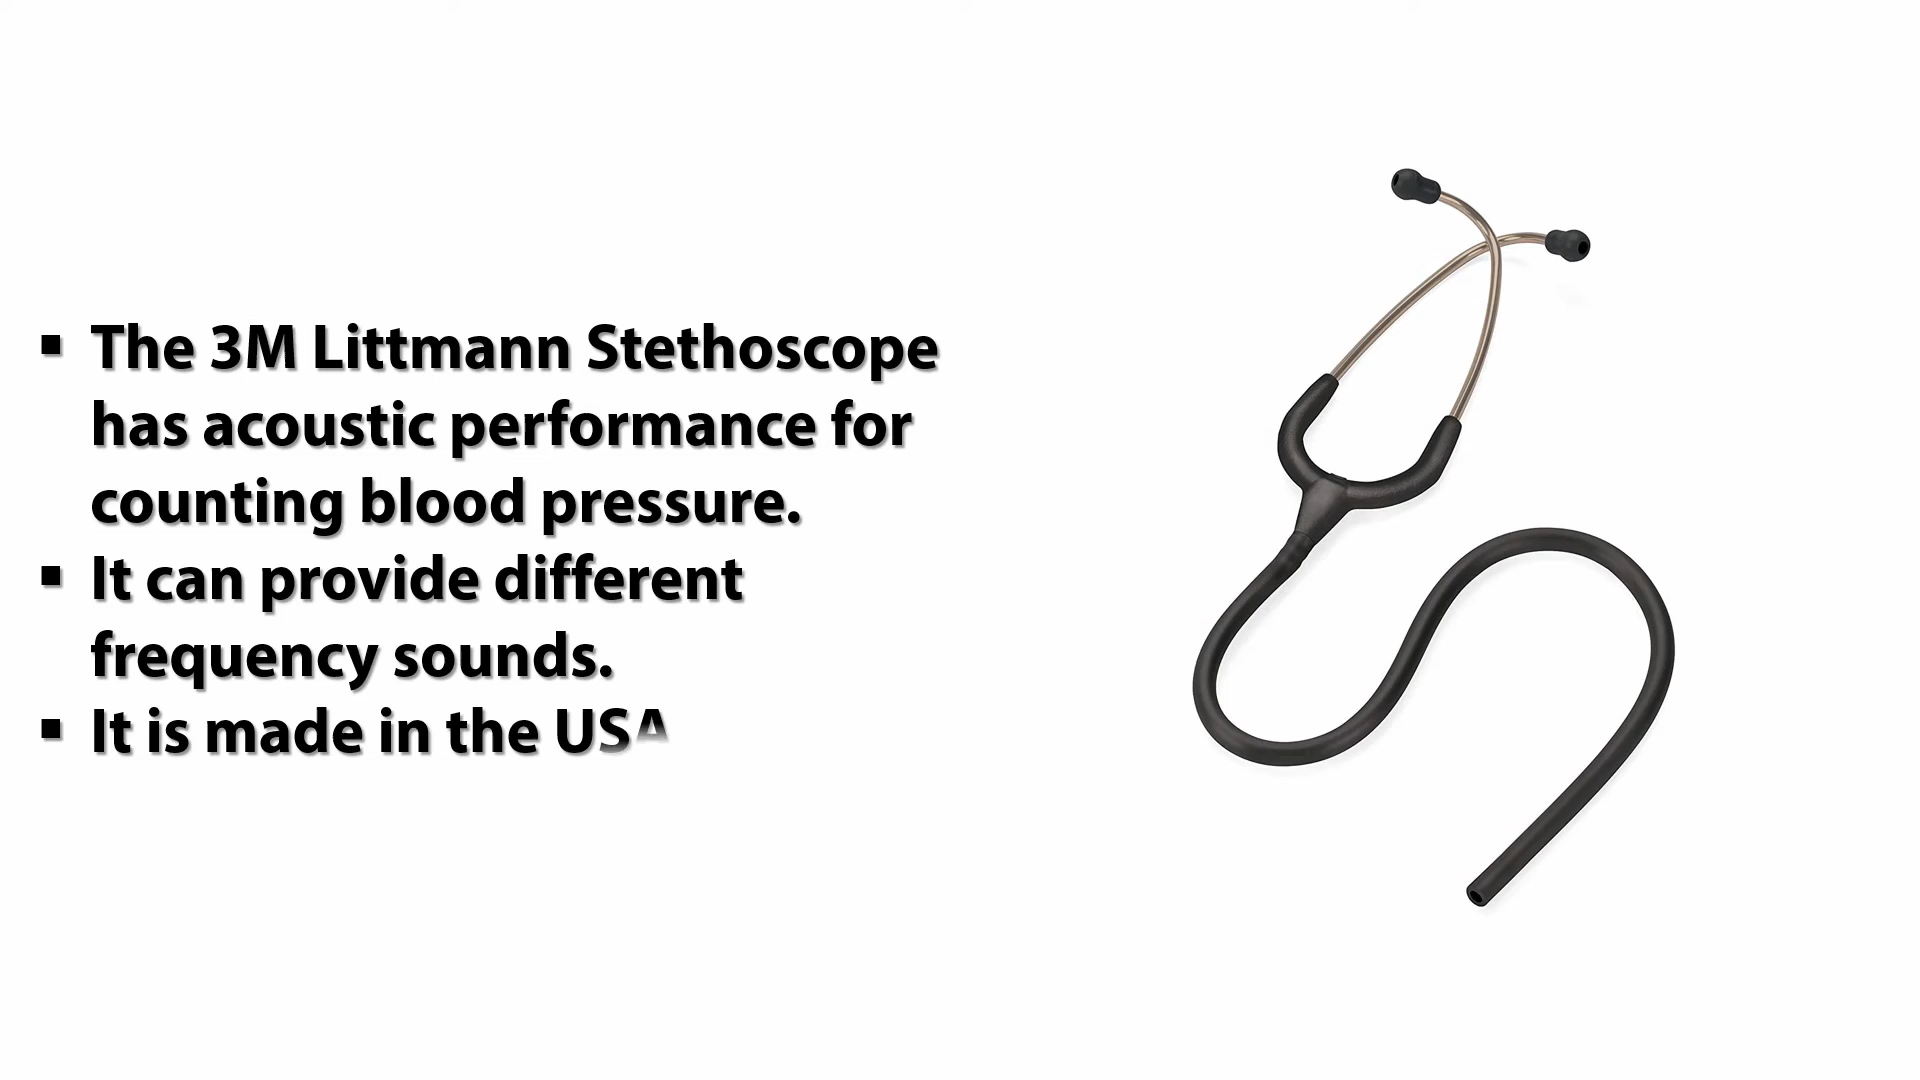 ▪ The 3M Littmann Stethoscope
has acoustic performance for
counting blood pressure.
▪ It can provide different
frequency sounds.
▪ It is made in the USA